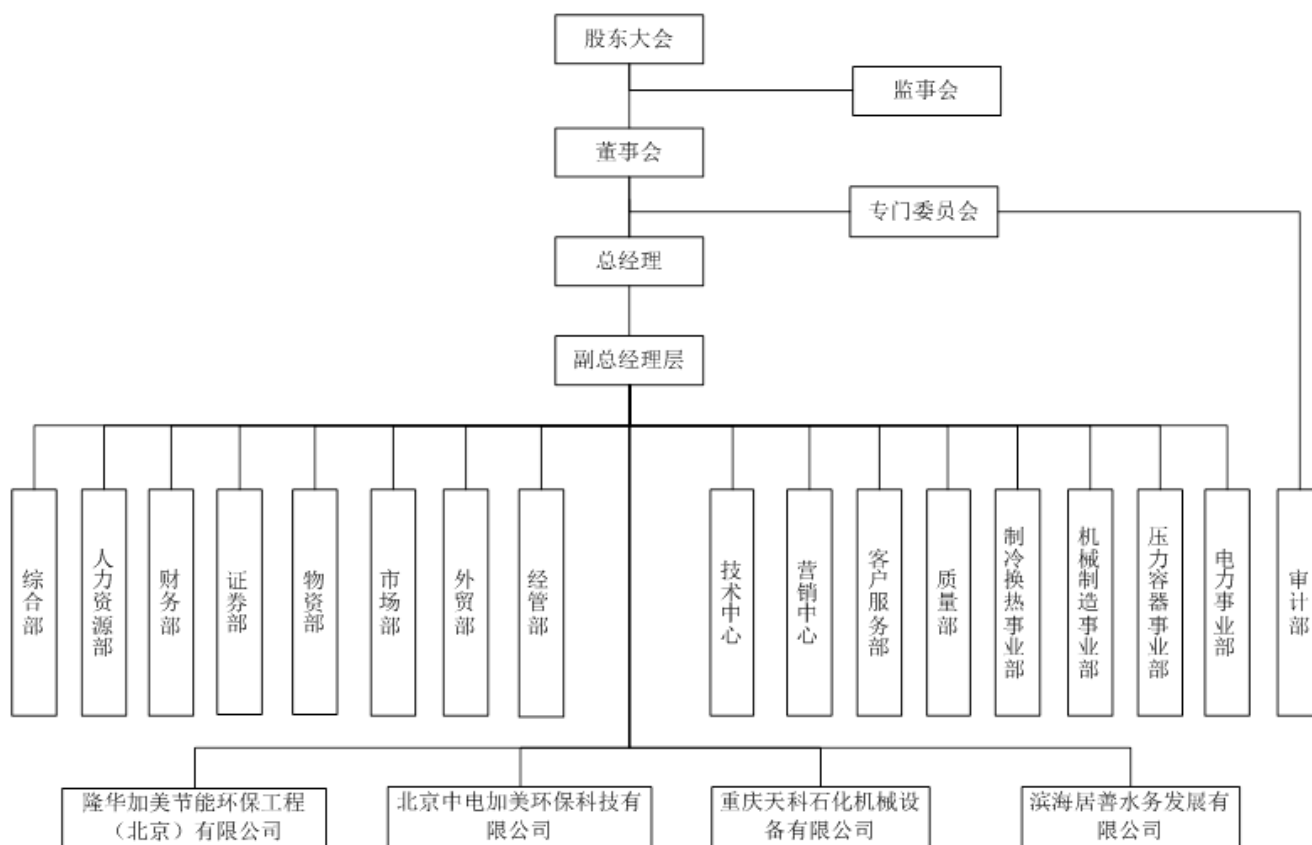 股东大会
监事会
董事会
专门委员会
总经理
副总经理层
综合部
人力资源部
财务部
证券部
物资部
市场部
外贸部
经管部
技术中心
营销中心
客户服务部
质量部
制冷换热事业部
机械制造事业部
压力容器事业部
电力事业部
审计部
隆华加美节能环保工程
（北京）有限公司
北京中电加美环保科技有
限公司
重庆天科石化机械设
备有限公司
滨海居善水务发展有
限公司